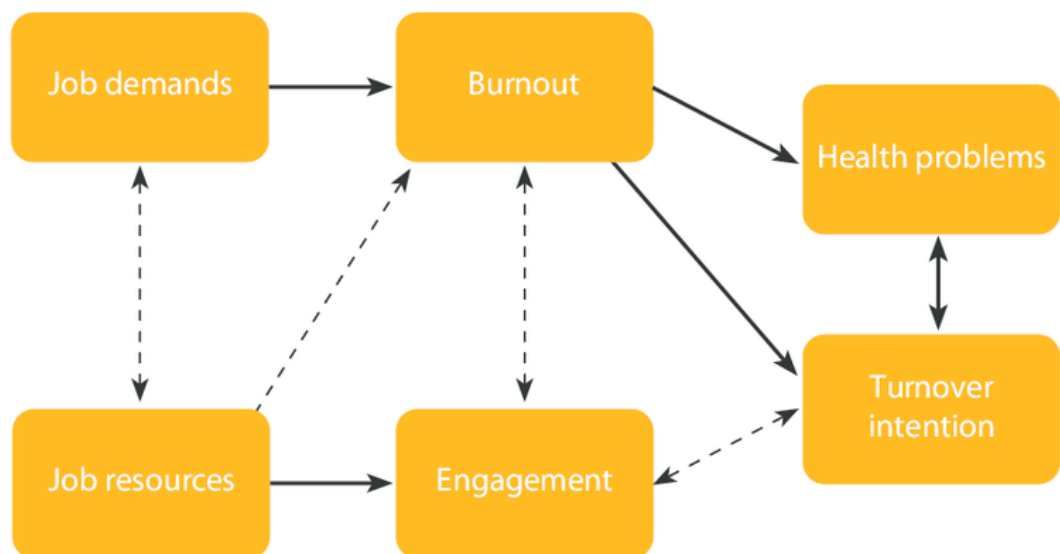 Job demands
Burnout
Health problems
Turnover
intention
Job resources
Engagement